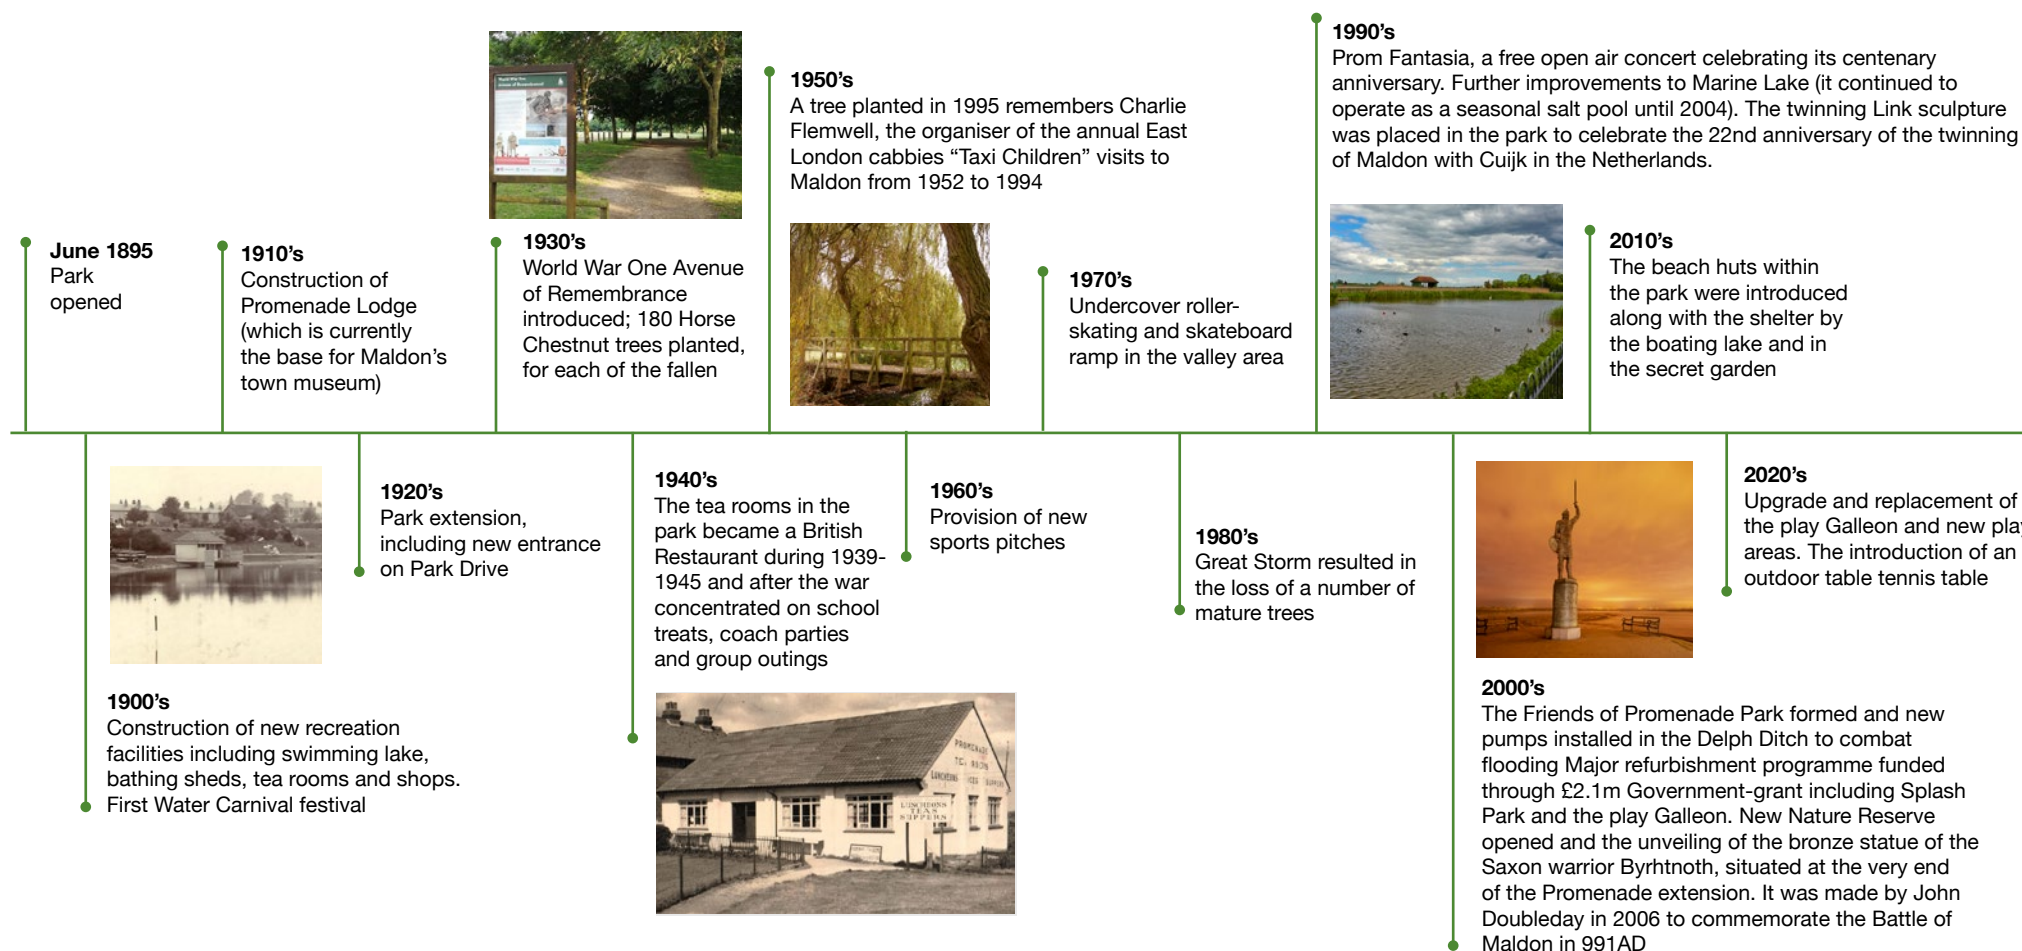 June 1895
Park
opened
1900's
Construction of new recreation
facilities including swimming lake,
bathing sheds, tea rooms and shops.
First Water Carnival festival
1910's
Construction of
Promenade Lodge
(which is currently
the base for Maldon's
town museum)
1920's
Park extension,
including new entrance
on Park Drive
1930's
World War One Avenue
of Remembrance
introduced; 180 Horse
Chestnut trees planted,
for each of the fallen
1940's
The tea rooms in the
park became a British
Restaurant during 1939-
1945 and after the war
concentrated on school
treats, coach parties
and group outings
PROMENADE
TEA ROOM
LUNCHEONS
LUNCHEONS
TEAS
SUPPERS
1950's
A tree planted in 1995 remembers Charlie
Flemwell, the organiser of the annual East
London cabbies “Taxi Children” visits to
Maldon from 1952 to 1994
1960's
Provision of new
sports pitches
1970's
Undercover roller-
skating and skateboard
ramp in the valley area
1980's
Great Storm resulted in
the loss of a number of
mature trees
1990's
Prom Fantasia, a free open air concert celebrating its centenary
anniversary. Further improvements to Marine Lake (it continued to
operate as a seasonal salt pool until 2004). The twinning Link sculpture
was placed in the park to celebrate the 22nd anniversary of the twinning
of Maldon with Cuijk in the Netherlands.
2000's
The Friends of Promenade Park formed and new
pumps installed in the Delph Ditch to combat
flooding Major refurbishment programme funded
through £2.1m Government-grant including Splash
Park and the play Galleon. New Nature Reserve
opened and the unveiling of the bronze statue of the
Saxon warrior Byrhtnoth, situated at the very end
of the Promenade extension. It was made by John
Doubleday in 2006 to commemorate the Battle of
Maldon in 991AD
2010's
The beach huts within
the park were introduced
along with the shelter by
the boating lake and in
the secret garden
2020's
Upgrade and replacement of
the play Galleon and new play
areas. The introduction of an
outdoor table tennis table